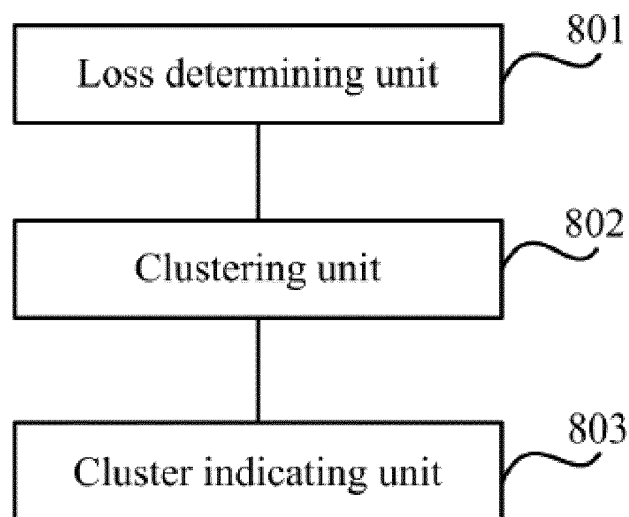 801
Loss determining unit
802
Clustering unit
803
Cluster indicating unit